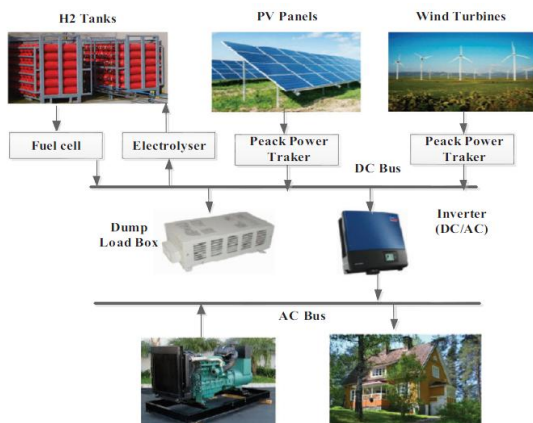 H2 Tanks
PV Panels
Wind Turbines
Fuel cell
Electrolyser
Peack Power
Traker
Peack Power
Traker
DC Bus
Dump
Load Box
Inverter
(DC/AC)
AC Bus